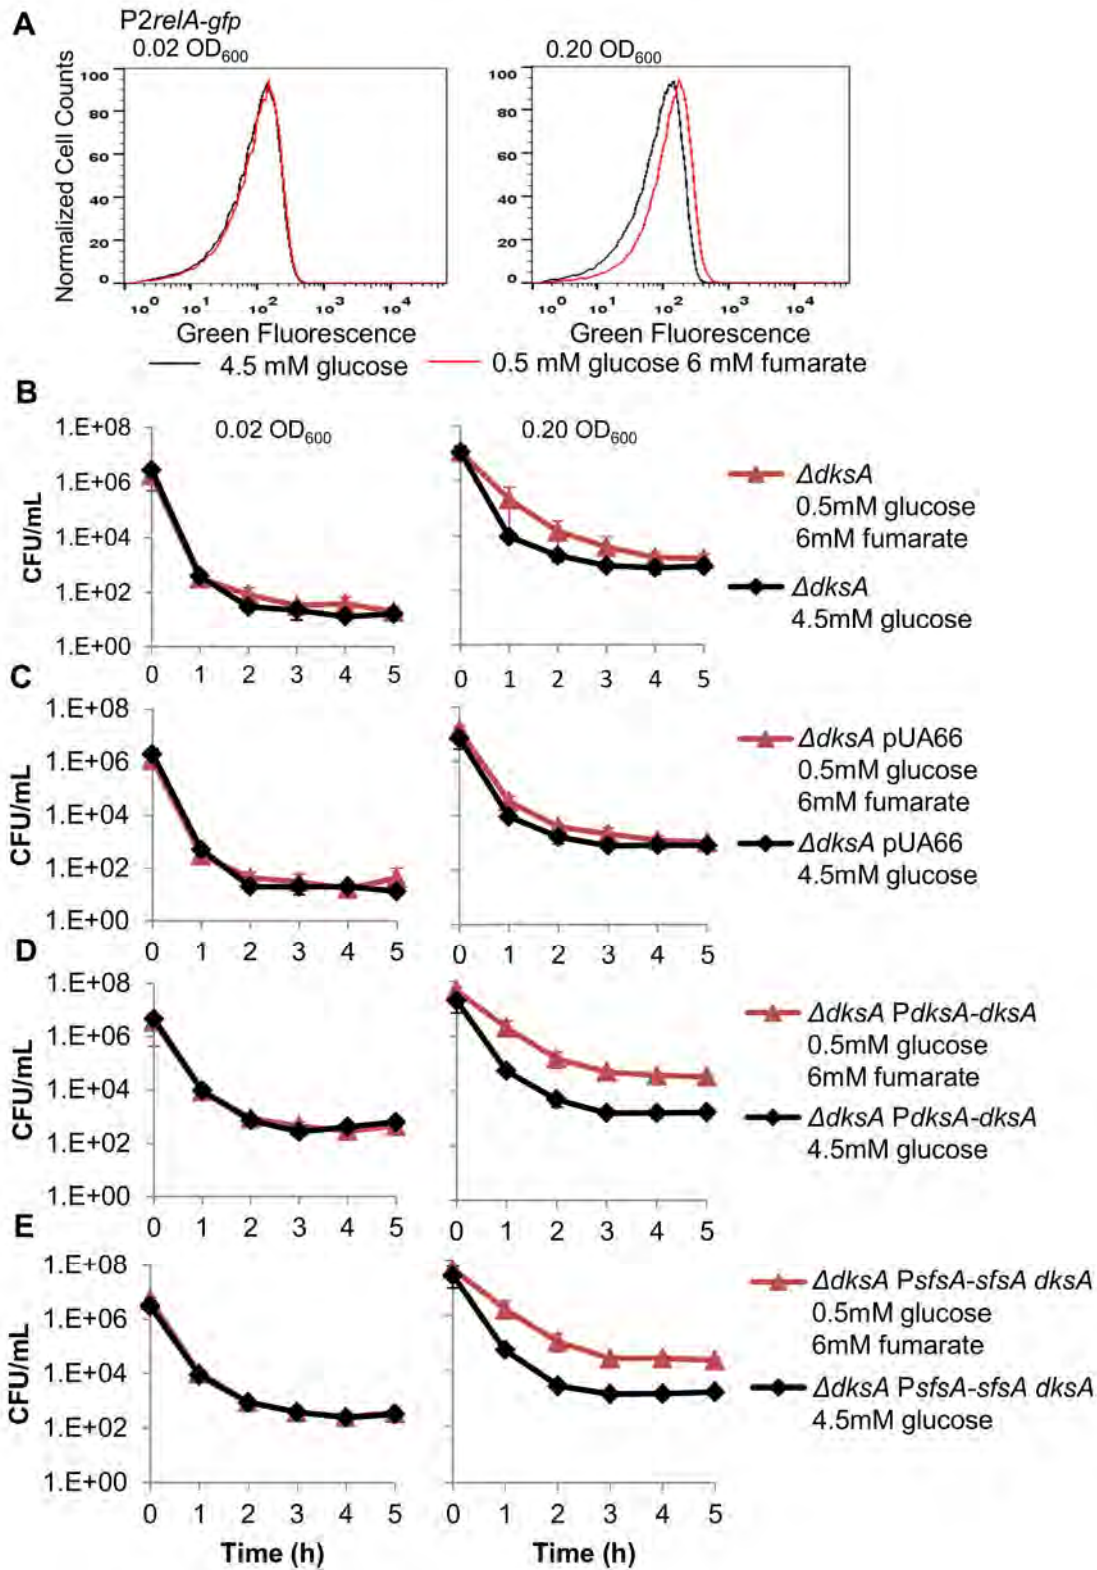 A
P2relA-gfp
0.02 OD600
0.20 OD600
Normalized Cell Counts
100
80
60
40
20
0
10^0 10^1 10^2 10^3 10^4
Green Fluorescence
100
80
60
40
20
0
10^0 10^1 10^2 10^3 10^4
Green Fluorescence
4.5 mM glucose
0.5 mM glucose 6 mM fumarate
B
0.02 OD600
0.20 OD600
CFU/mL
1.E+08
1.E+06
1.E+04
1.E+02
1.E+00
0 1 2 3 4 5
0 1 2 3 4 5
ΔdksA
0.5mM glucose
6mM fumarate
ΔdksA
4.5mM glucose
C
CFU/mL
1.E+08
1.E+06
1.E+04
1.E+02
1.E+00
0 1 2 3 4 5
0 1 2 3 4 5
ΔdksA pUA66
0.5mM glucose
6mM fumarate
ΔdksA pUA66
4.5mM glucose
D
CFU/mL
1.E+08
1.E+06
1.E+04
1.E+02
1.E+00
0 1 2 3 4 5
0 1 2 3 4 5
ΔdksA PdksA-dksA
0.5mM glucose
6mM fumarate
ΔdksA PdksA-dksA
4.5mM glucose
E
CFU/mL
1.E+08
1.E+06
1.E+04
1.E+02
1.E+00
0 1 2 3 4 5
Time (h)
0 1 2 3 4 5
Time (h)
ΔdksA PsfsA-sfsA dksA
0.5mM glucose
6mM fumarate
ΔdksA PsfsA-sfsA dksA
4.5mM glucose